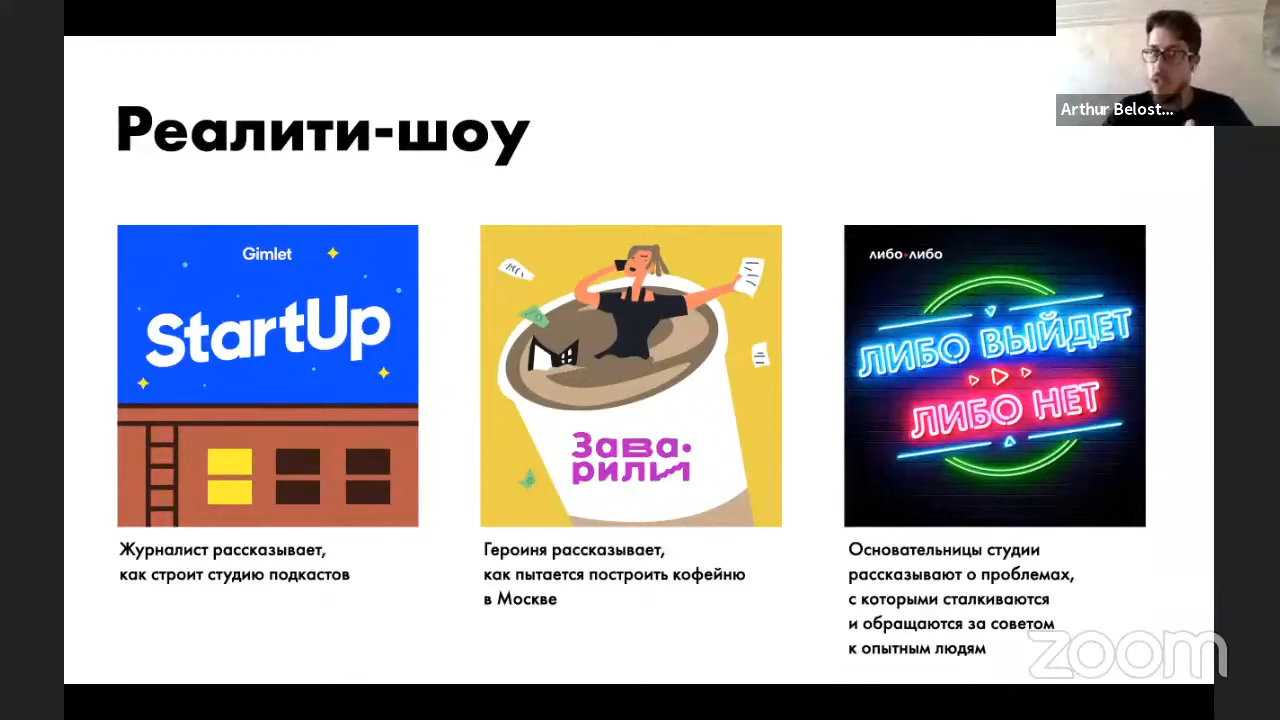 Arthur Belost...
Реалити-шоу
Gimlet
StartUp
Зава·
рили
либо•либо
ЛИБО ВЫЙДЕТ
ЛИБО НЕТ
Журналист рассказывает,
как строит студию подкастов
Героиня рассказывает,
как пытается построить кофейню
в Москве
Основательницы студии
рассказывают о проблемах,
с которыми сталкиваются
и обращаются за советом
к опытным людям
zoom